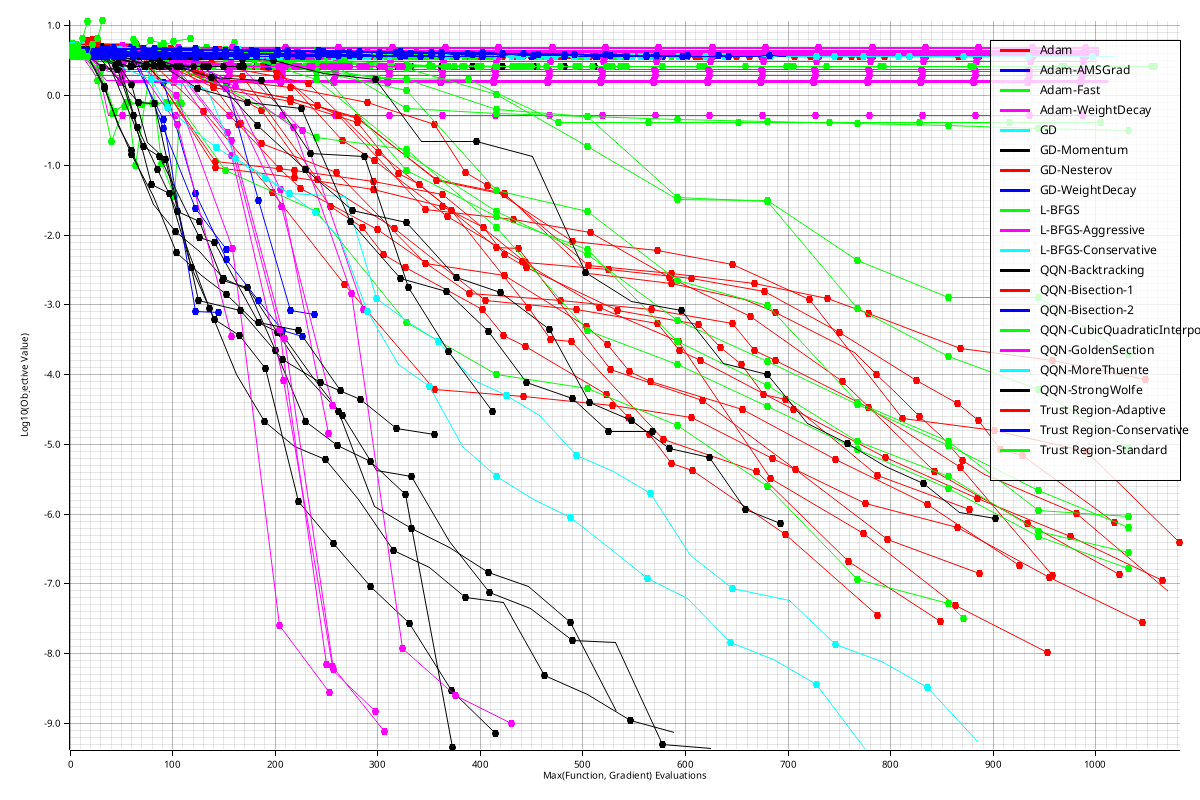 1.0
0.0
-1.0
-2.0
-3.0
-4.0
-5.0
-6.0
-7.0
-8.0
-9.0
Log10(Objective Value)
0 100 200 300 400 500 600 700 800 900 1000
Max(Function, Gradient) Evaluations
Adam
Adam-AMSGrad
Adam-Fast
Adam-WeightDecay
GD
GD-Momentum
GD-Nesterov
GD-WeightDecay
L-BFGS
L-BFGS-Aggressive
L-BFGS-Conservative
QQN-Backtracking
QQN-Bisection-1
QQN-Bisection-2
QQN-CubicQuadraticInterpo
QQN-GoldenSection
QQN-MoreThuente
QQN-StrongWolfe
Trust Region-Adaptive
Trust Region-Conservative
Trust Region-Standard